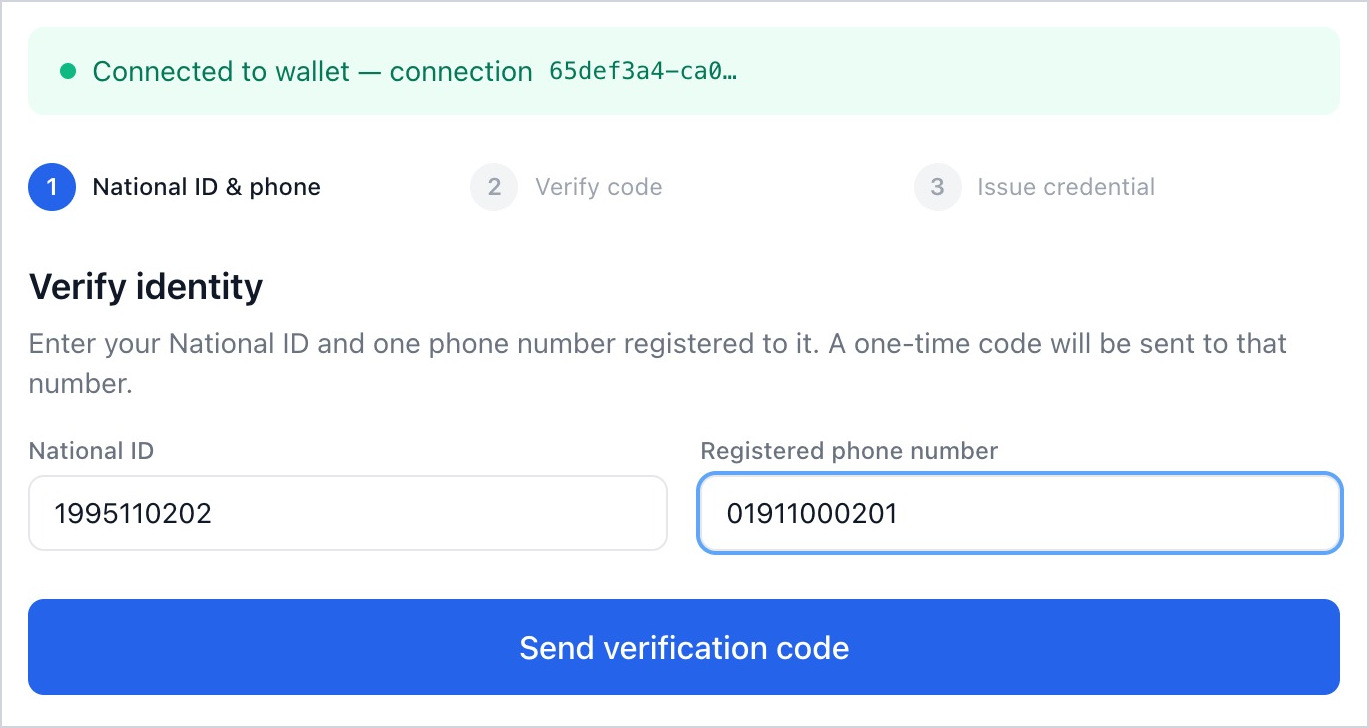 Connected to wallet — connection 65def3a4-ca0…
1 National ID & phone
2 Verify code
3 Issue credential
Verify identity
Enter your National ID and one phone number registered to it. A one-time code will be sent to that
number.
National ID
Registered phone number
1995110202
01911000201
Send verification code